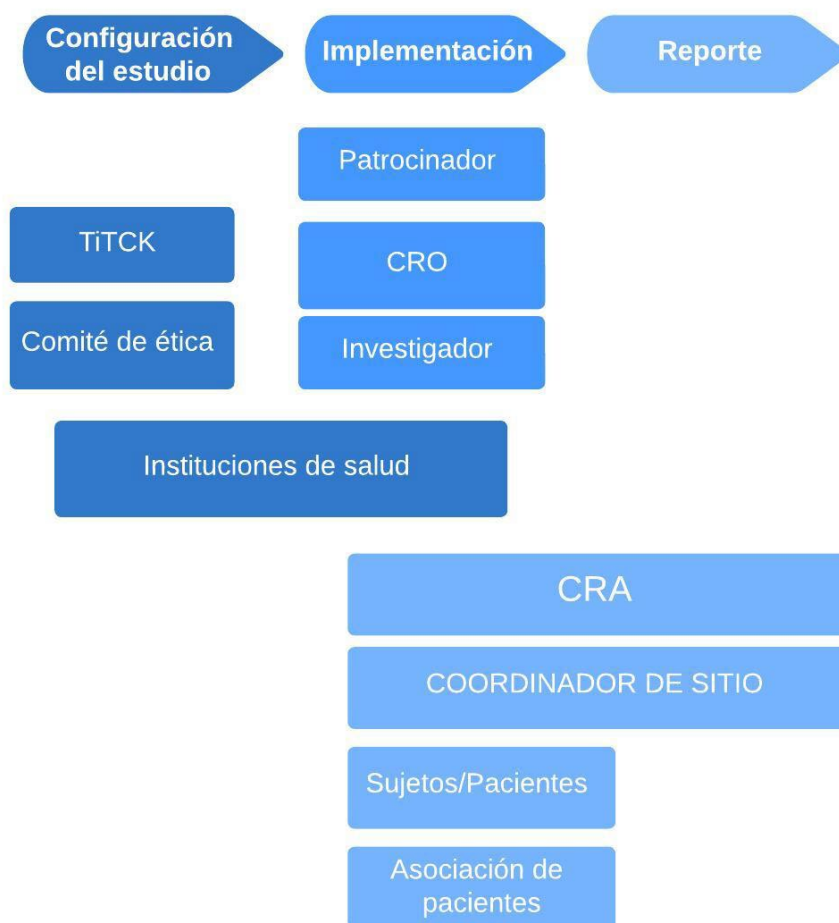 Configuración
del estudio
Implementación
Reporte
Patrocinador
TiTCK
CRO
Comité de ética
Investigador
Instituciones de salud
CRA
COORDINADOR DE SITIO
Sujetos/Pacientes
Asociación de
pacientes